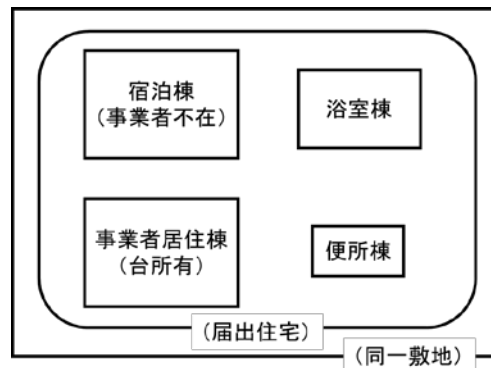 宿泊棟
（事業者不在）
浴室棟
事業者居住棟
（台所有）
便所棟
（届出住宅）
（同一敷地）